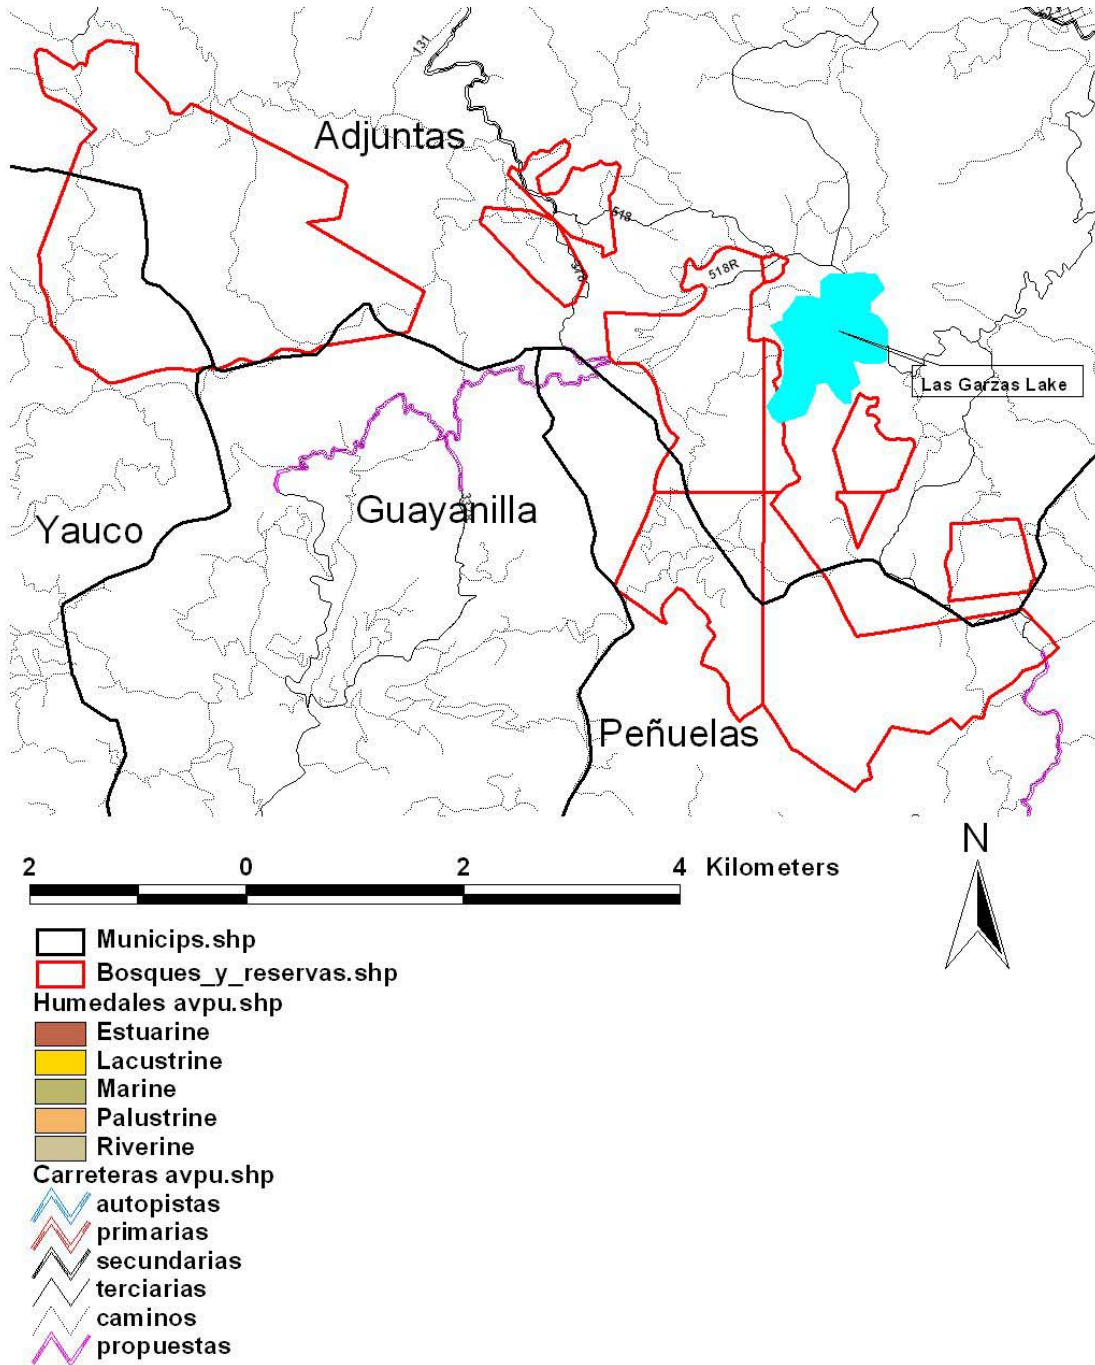 131
Adjuntas
518
518R
378
Las Garzas Lake
Guayanilla
Yauco
Peñuelas
N
2 0 2 4 Kilometers
Municips.shp
Bosques_y_reservas.shp
Humedales avpu.shp
Estuarine
Lacustrine
Marine
Palustrine
Riverine
Carreteras avpu.shp
autopistas
primarias
secundarias
terciarias
caminos
propuestas